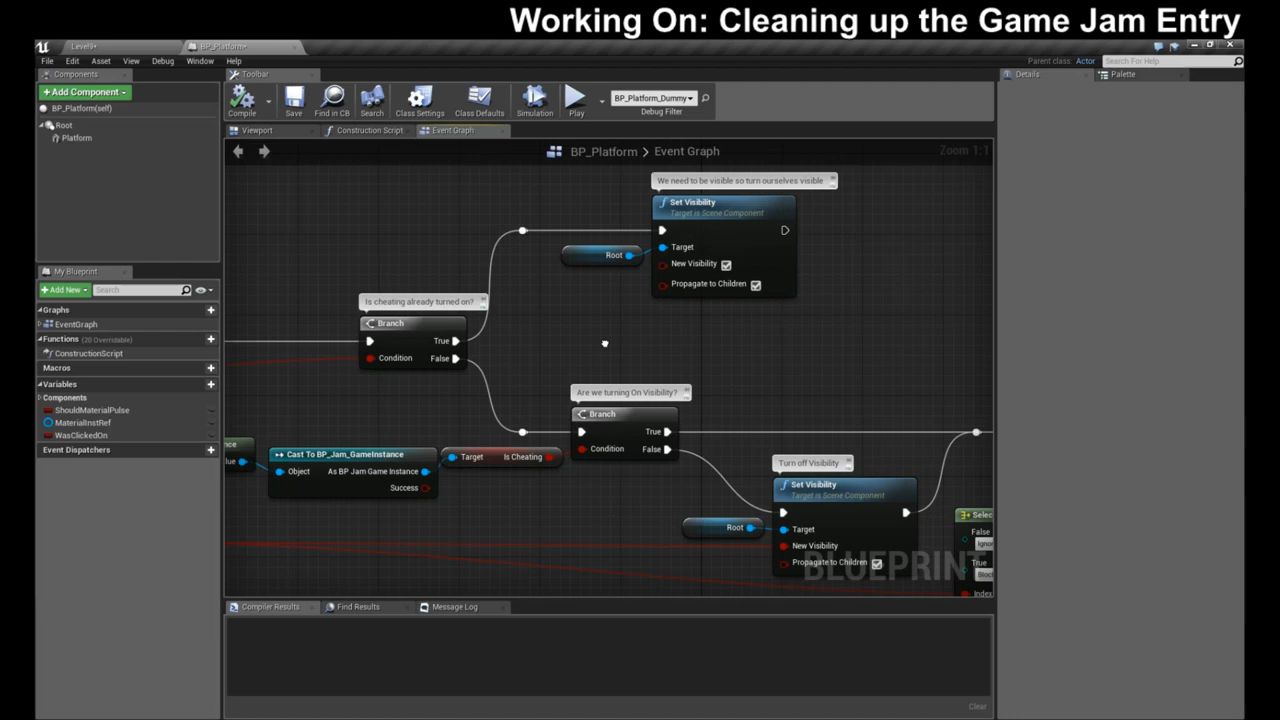 Working On: Cleaning up the Game Jam Entry
Level9*
BP_Platform*
File Edit Asset View Debug Window Help
Parent class: Actor
Search For Help
Components
Toolbar
Details
Palette
+Add Component
Compile
Save
Find in CB
Search
Class Settings
Class Defaults
Simulation
Play
BP_Platform_Dummy
Debug Filter
BP_Platform(self)
Root
Platform
Viewport
Construction Script
Event Graph
BP_Platform > Event Graph
Zoom 1:1
We need to be visible so turn ourselves visible
Set Visibility
Target is Scene Component
Root
Target
New Visibility
Propagate to Children
My Blueprint
+Add New
Search
Graphs
EventGraph
Functions (20 Overridable)
ConstructionScript
Macros
Variables
Components
ShouldMaterialPulse
MaterialInstRef
WasClickedOn
Event Dispatchers
Is cheating already turned on?
Branch
True
Condition
False
Are we turning On Visibility?
Branch
True
Condition
False
Cast To BP_Jam_GameInstance
Object
As BP Jam Game Instance
Success
Target
Is Cheating
Turn off Visibility
Set Visibility
Target is Scene Component
Root
Target
New Visibility
Propagate to Children
Selec
False
True
Index
BLUEPRINT
Compiler Results
Find Results
Message Log
Clear